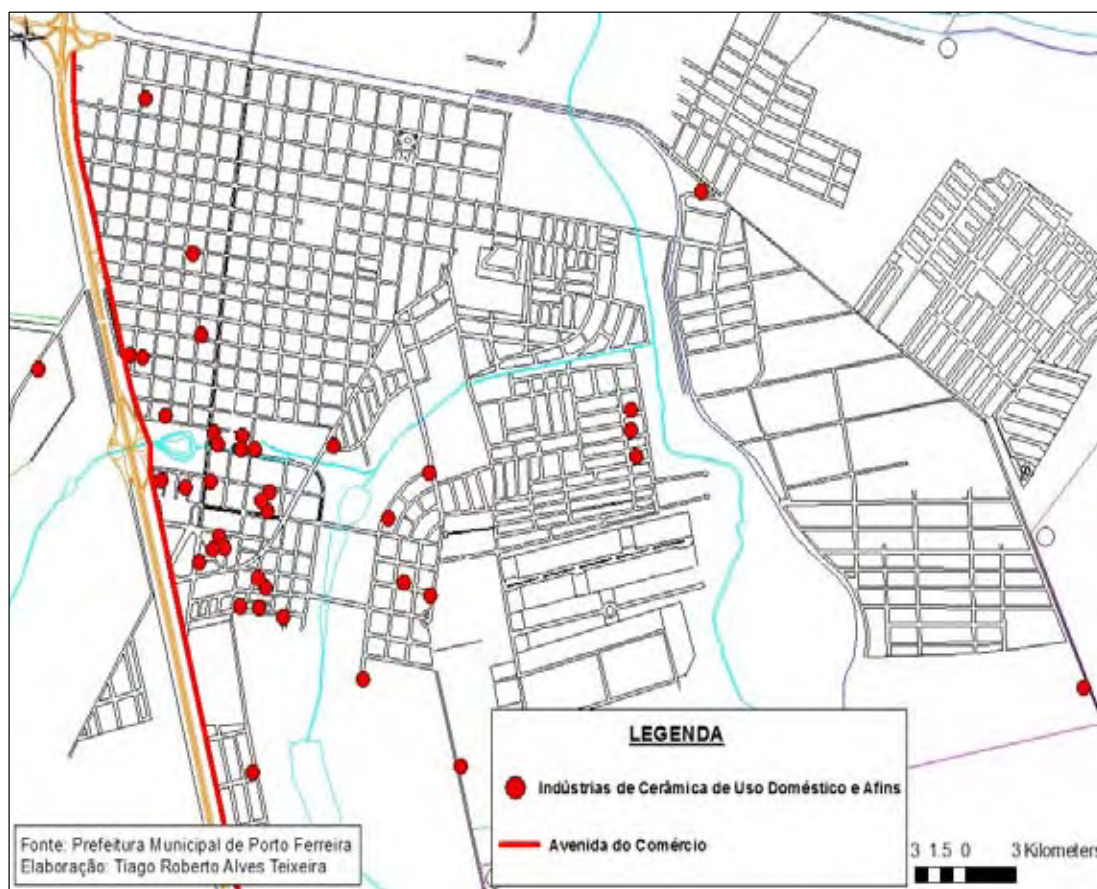 LEGENDA
Indústrias de Cerâmica de Uso Doméstico e Afins
Avenida do Comércio
Fonte: Prefeitura Municipal de Porto Ferreira
Elaboração: Tiago Roberto Alves Teixeira
3 1.5 0 3 Kilometers